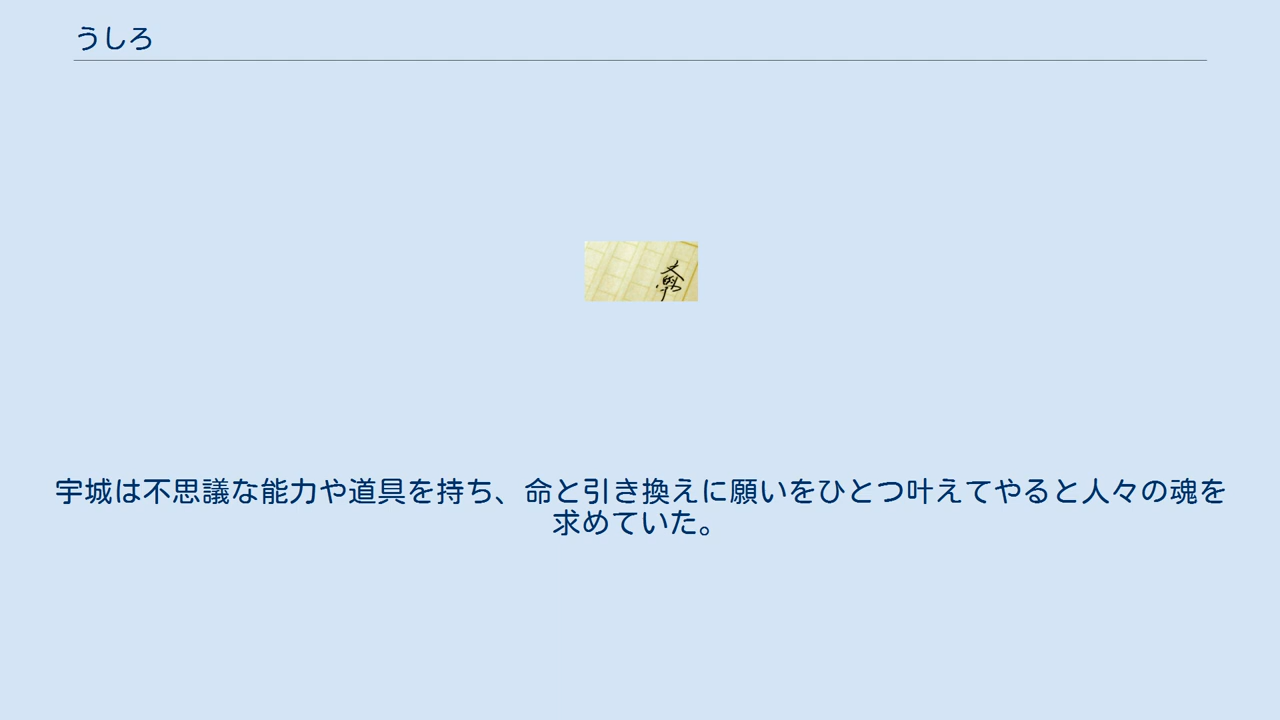 うしろ
宇城は不思議な能力や道具を持ち、命と引き換えに願いをひとつ叶えてやると人々の魂を
求めていた。